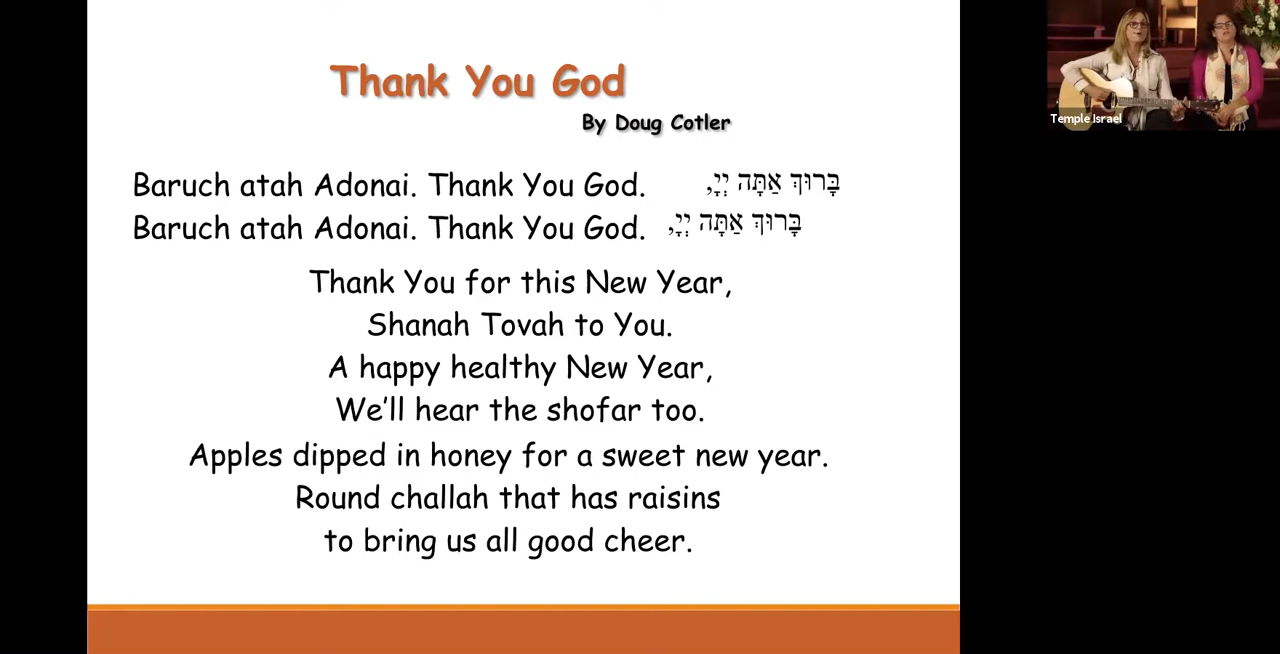 Thank You God
By Doug Cotler
Temple Israel
Baruch atah Adonai. Thank You God. בָּרוּךְ אַתָּה יְיָ,
Baruch atah Adonai. Thank You God. בָּרוּךְ אַתָּה יְיָ,
Thank You for this New Year,
Shanah Tovah to You.
A happy healthy New Year,
We’ll hear the shofar too.
Apples dipped in honey for a sweet new year.
Round challah that has raisins
to bring us all good cheer.